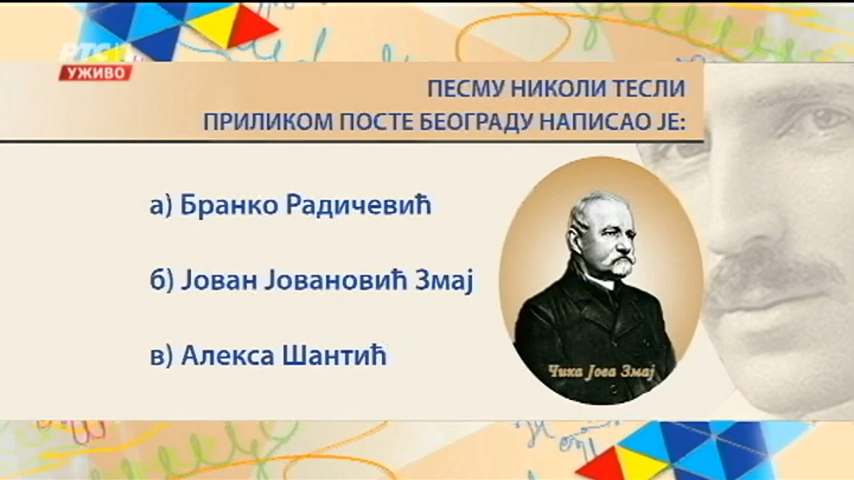 РТС
УЖИВО
ПЕСМУ НИКОЛИ ТЕСЛИ
ПРИЛИКОМ ПОСТЕ БЕОГРАДУ НАПИСАО ЈЕ:
а) Бранко Радичевић
б) Јован Јовановић Змај
в) Алекса Шантић
Чика Јова Змај